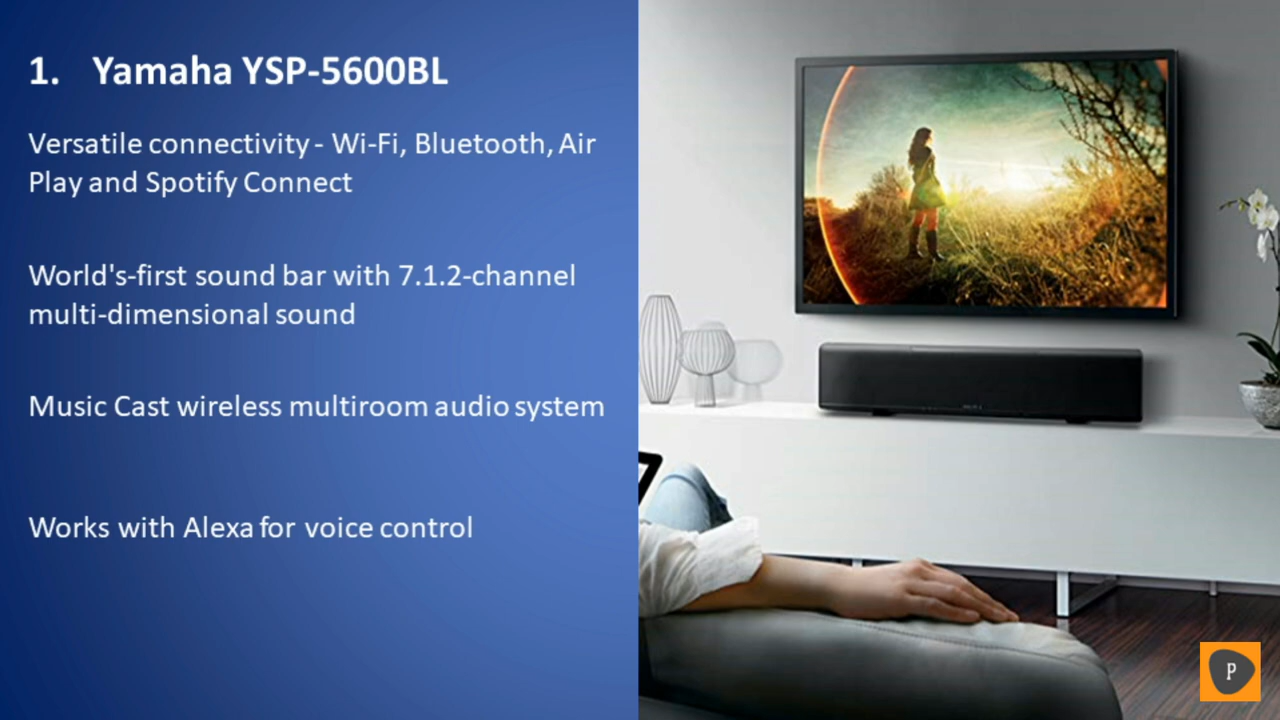 1. Yamaha YSP-5600BL
Versatile connectivity - Wi-Fi, Bluetooth, Air
Play and Spotify Connect
World's-first sound bar with 7.1.2-channel
multi-dimensional sound
Music Cast wireless multiroom audio system
Works with Alexa for voice control
P